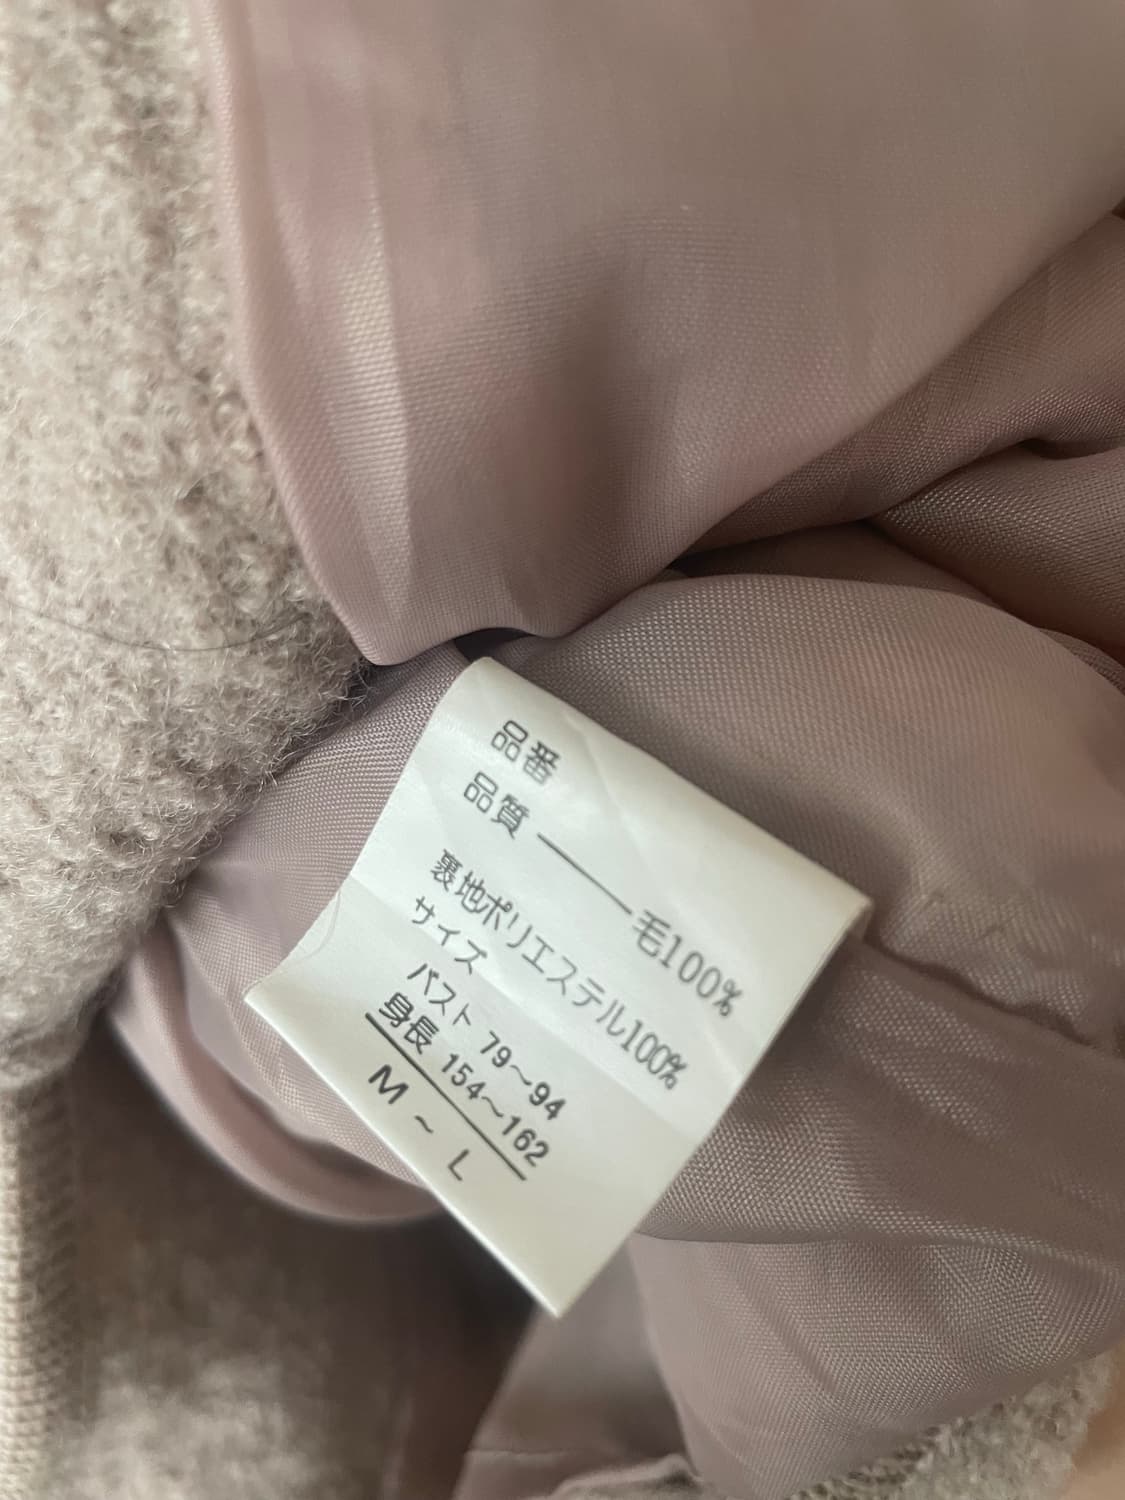 品番
品質 ――― 毛100%
裏地ポリエステル100%
サイズ
バスト 79〜94
身長 154〜162
M ~ L